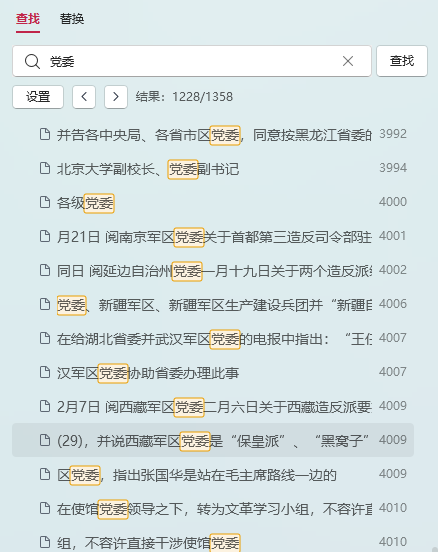 查找 替换
党委 查找
设置 结果：1228/1358
并告各中央局、各省市区党委，同意按黑龙江省委的 3992
北京大学副校长、党委副书记 3994
各级党委 4000
月21日 阅南京军区党委关于首都第三造反司令部驻 4001
同日 阅延边自治州党委一月十九日关于两个造反派组 4002
党委、新疆军区、新疆军区生产建设兵团并“新疆自 4006
在给湖北省委并武汉军区党委的电报中指出：“王任 4007
汉军区党委协助省委办理此事 4007
2月7日 阅西藏军区党委二月六日关于西藏造反派要 4009
(29)，并说西藏军区党委是“保皇派”、“黑窝子” 4009
区党委，指出张国华是站在毛主席路线一边的 4009
在使馆党委领导之下，转为文革学习小组，不容许直 4010
组，不容许直接干涉使馆党委 4010